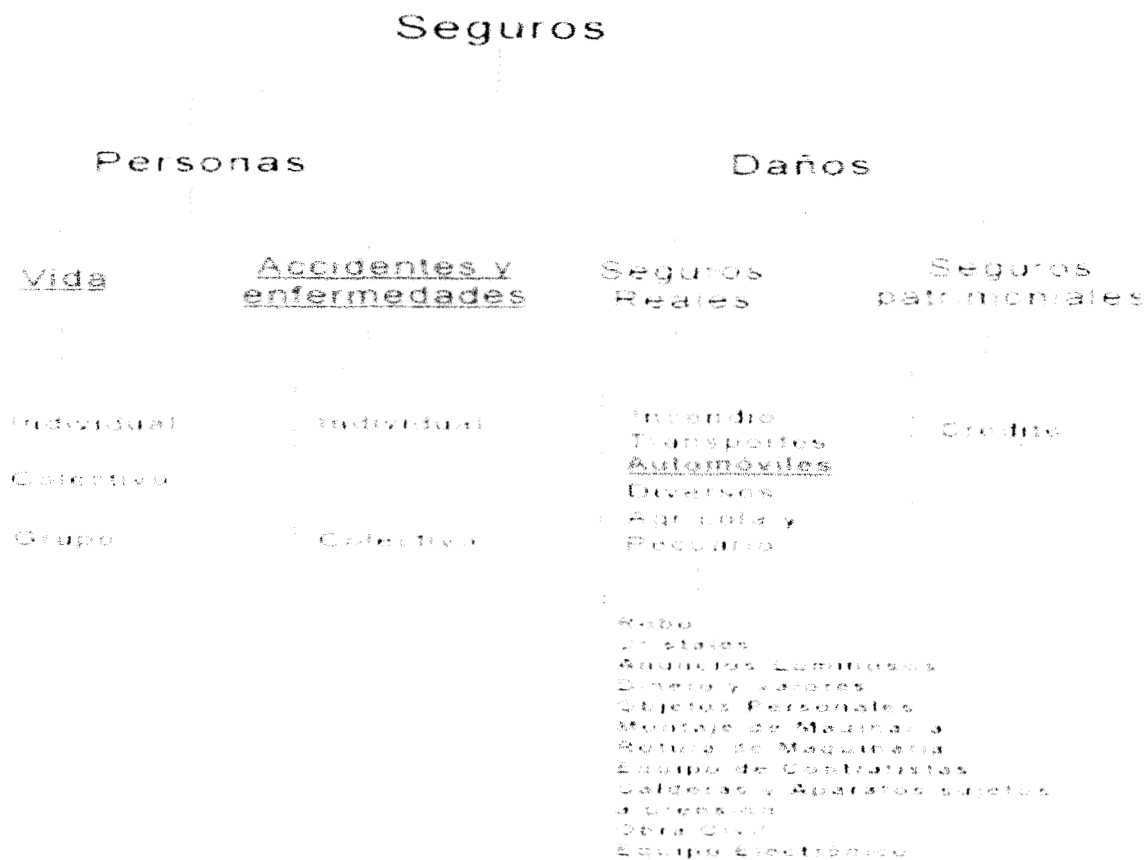 Seguros
Personas
Daños
Vida
Accidentes y
enfermedades
Seguros
Reales
Seguros
patrimoniales
Individual
Colectivo
Grupo
Individual
Colectivo
Incendio
Transportes
Automóviles
Diversos
Agrícola y
Pecuario
Crédito
Robo
Cristales
Anuncios Luminosos
Dinero y Valores
Objetos Personales
Montaje de Maquinaria
Rotura de Maquinaria
Equipo de Contratistas
Calderas y Aparatos sujetos
a presión
Obra Civil
Equipo Electrónico